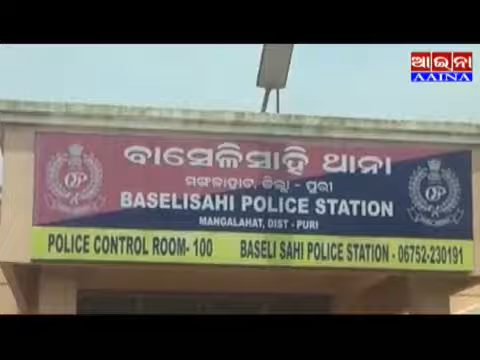 ଆଇନା
AAINA
ବାସେଳିସାହି ଥାନା
ମଙ୍ଗଳାହାଟ, ଜିଲ୍ଲା - ପୁରୀ
BASELISAHI POLICE STATION
MANGALAHAT, DIST - PURI
POLICE CONTROL ROOM- 100 BASELI SAHI POLICE STATION - 06752-230191